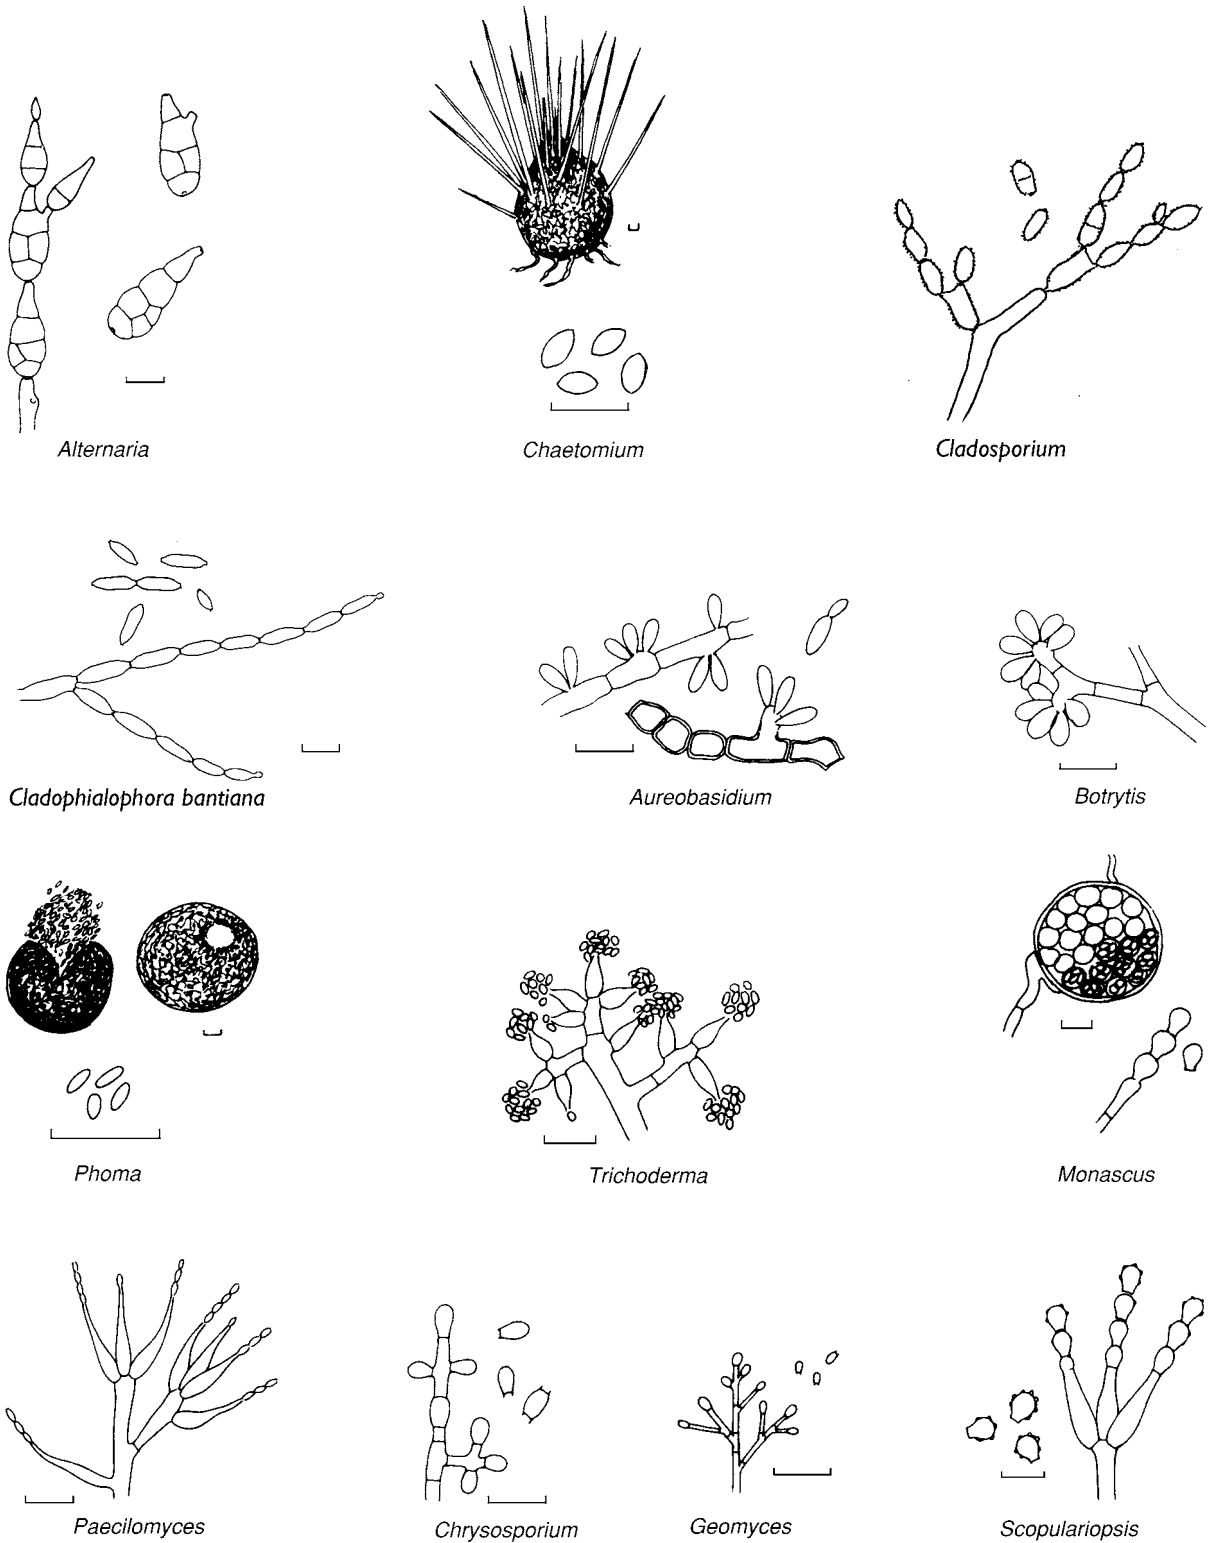 Alternaria
Chaetomium
Cladosporium
Cladophialophora bantiana
Aureobasidium
Botrytis
Phoma
Trichoderma
Monascus
Paecilomyces
Chrysosporium
Geomyces
Scopulariopsis